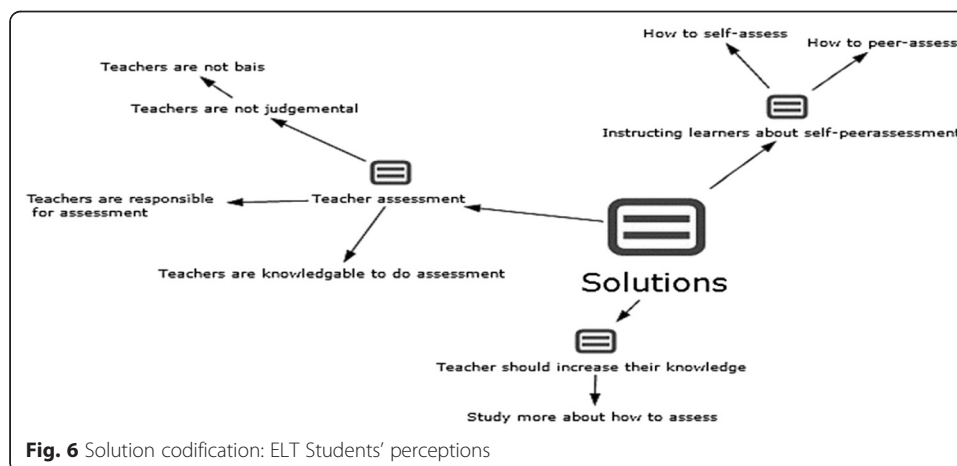 How to self-assess
How to peer-assess
Teachers are not bais
Teachers are not judgemental
Instructing learners about self-peerassessment
Teachers are responsible
for assessment
Teacher assessment
Teachers are knowledgable to do assessment
Solutions
Teacher should increase their knowledge
Study more about how to assess
Fig. 6 Solution codification: ELT Students’ perceptions